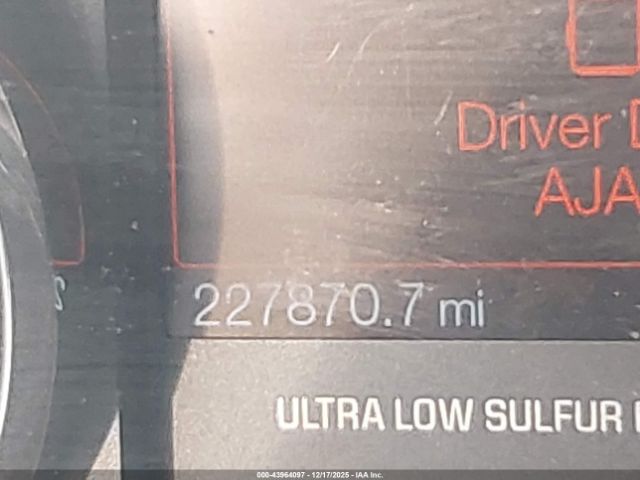 Driver
AJA
227870.7 mi
ULTRA LOW SULFUR
000-43964097 - 12/17/2025 - IAA Inc.